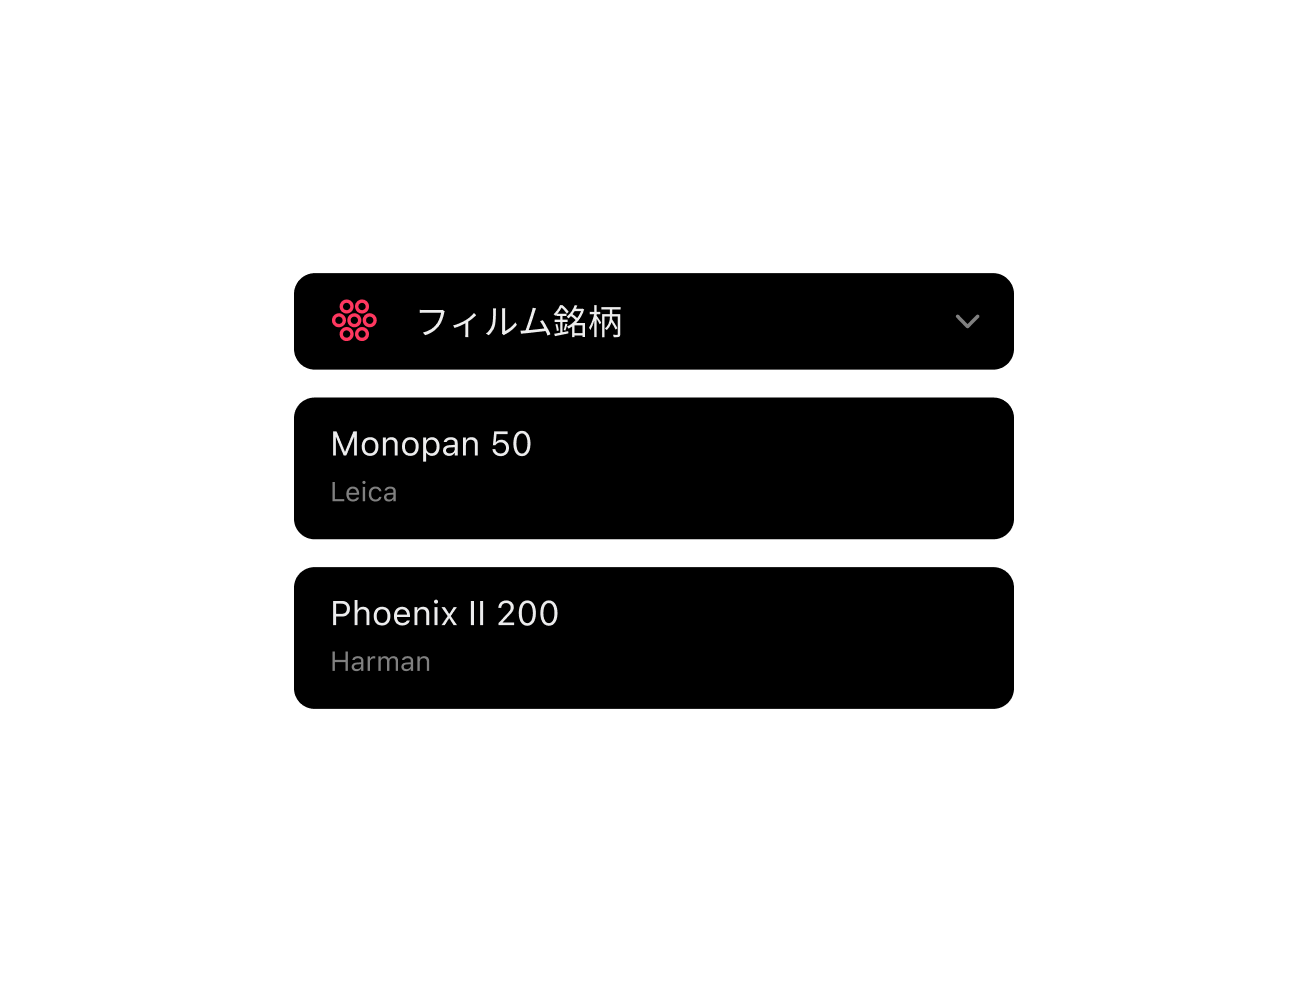 フィルム銘柄
Monopan 50
Leica
Phoenix II 200
Harman